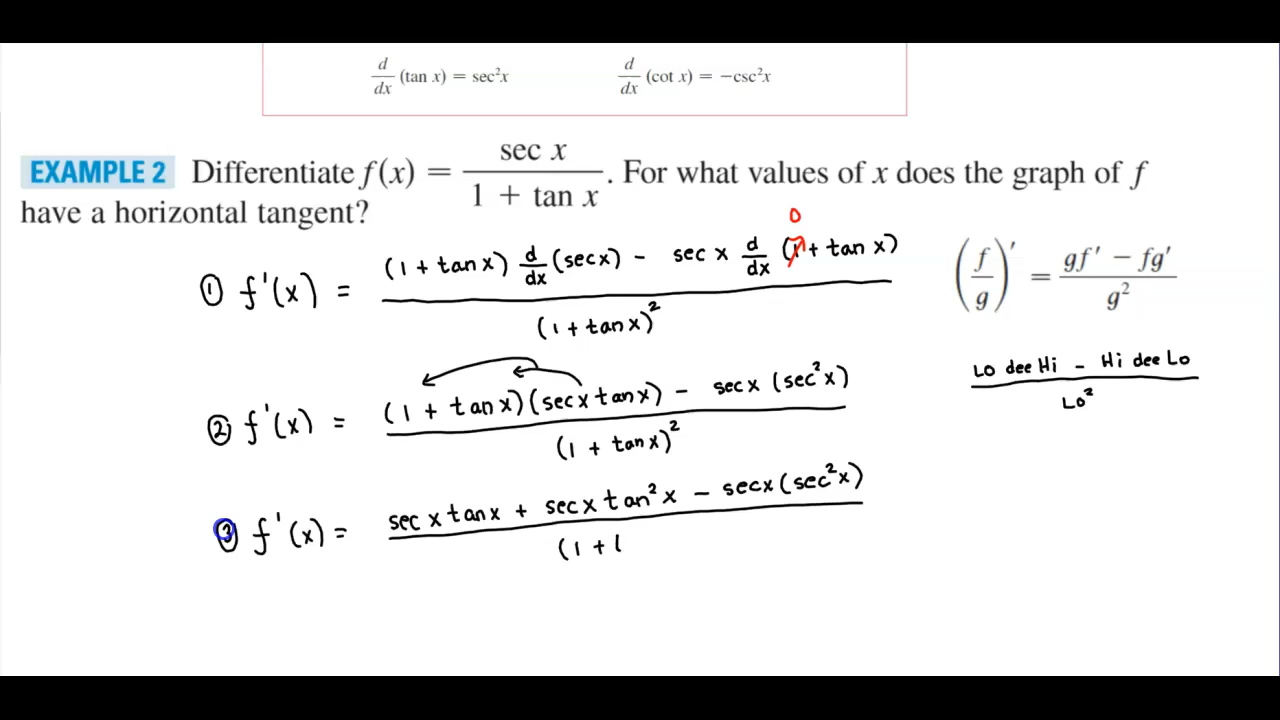 d/dx (tan x) = sec²x    d/dx (cot x) = −csc²x
EXAMPLE 2 Differentiate f(x) = sec x / 1 + tan x . For what values of x does the graph of f
have a horizontal tangent?
0
① f'(x) = (1 + tan x) d/dx (sec x) − sec x d/dx (1 + tan x) / (1 + tan x)²
(f/g)' = gf' − fg' / g²
Lo dee Hi − Hi dee Lo / Lo²
② f'(x) = (1 + tan x)(sec x tan x) − sec x (sec²x) / (1 + tan x)²
③ f'(x) = sec x tan x + sec x tan²x − sec x (sec²x) / (1 + (